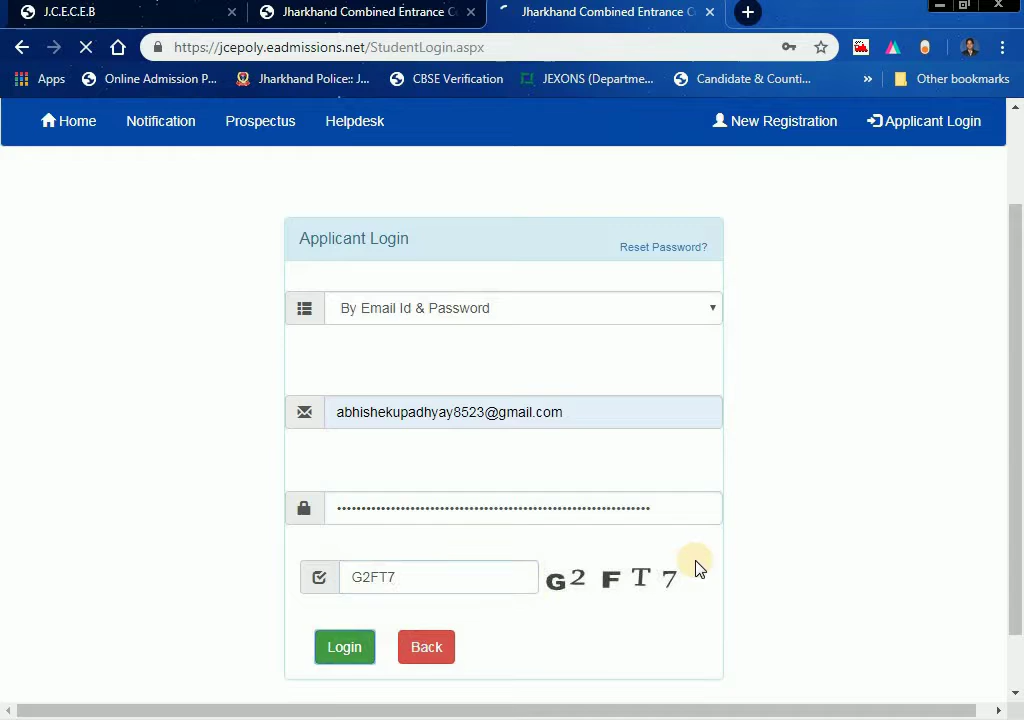 J.C.E.C.E.B
Jharkhand Combined Entrance C
Jharkhand Combined Entrance C
https://jcepoly.eadmissions.net/StudentLogin.aspx
Apps
Online Admission P...
Jharkhand Police:: J...
CBSE Verification
JEXONS (Departme...
Candidate & Counti...
»
Other bookmarks
Home
Notification
Prospectus
Helpdesk
New Registration
Applicant Login
Applicant Login
Reset Password?
By Email Id & Password
abhishekupadhyay8523@gmail.com
G2FT7
G2 F T 7
Login
Back